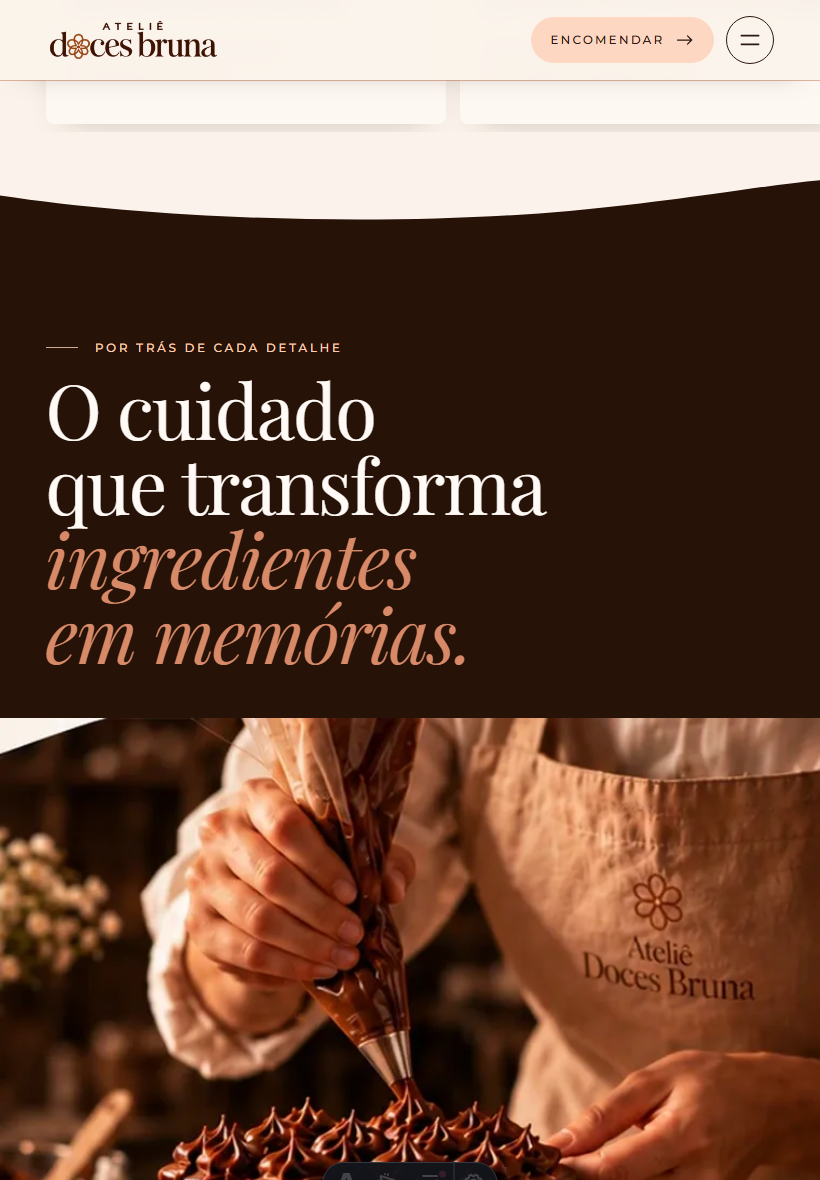 ATELIÊ
doces bruna
ENCOMENDAR
POR TRÁS DE CADA DETALHE
O cuidado
que transforma
ingredientes
em memórias.
Ateliê
Doces Bruna